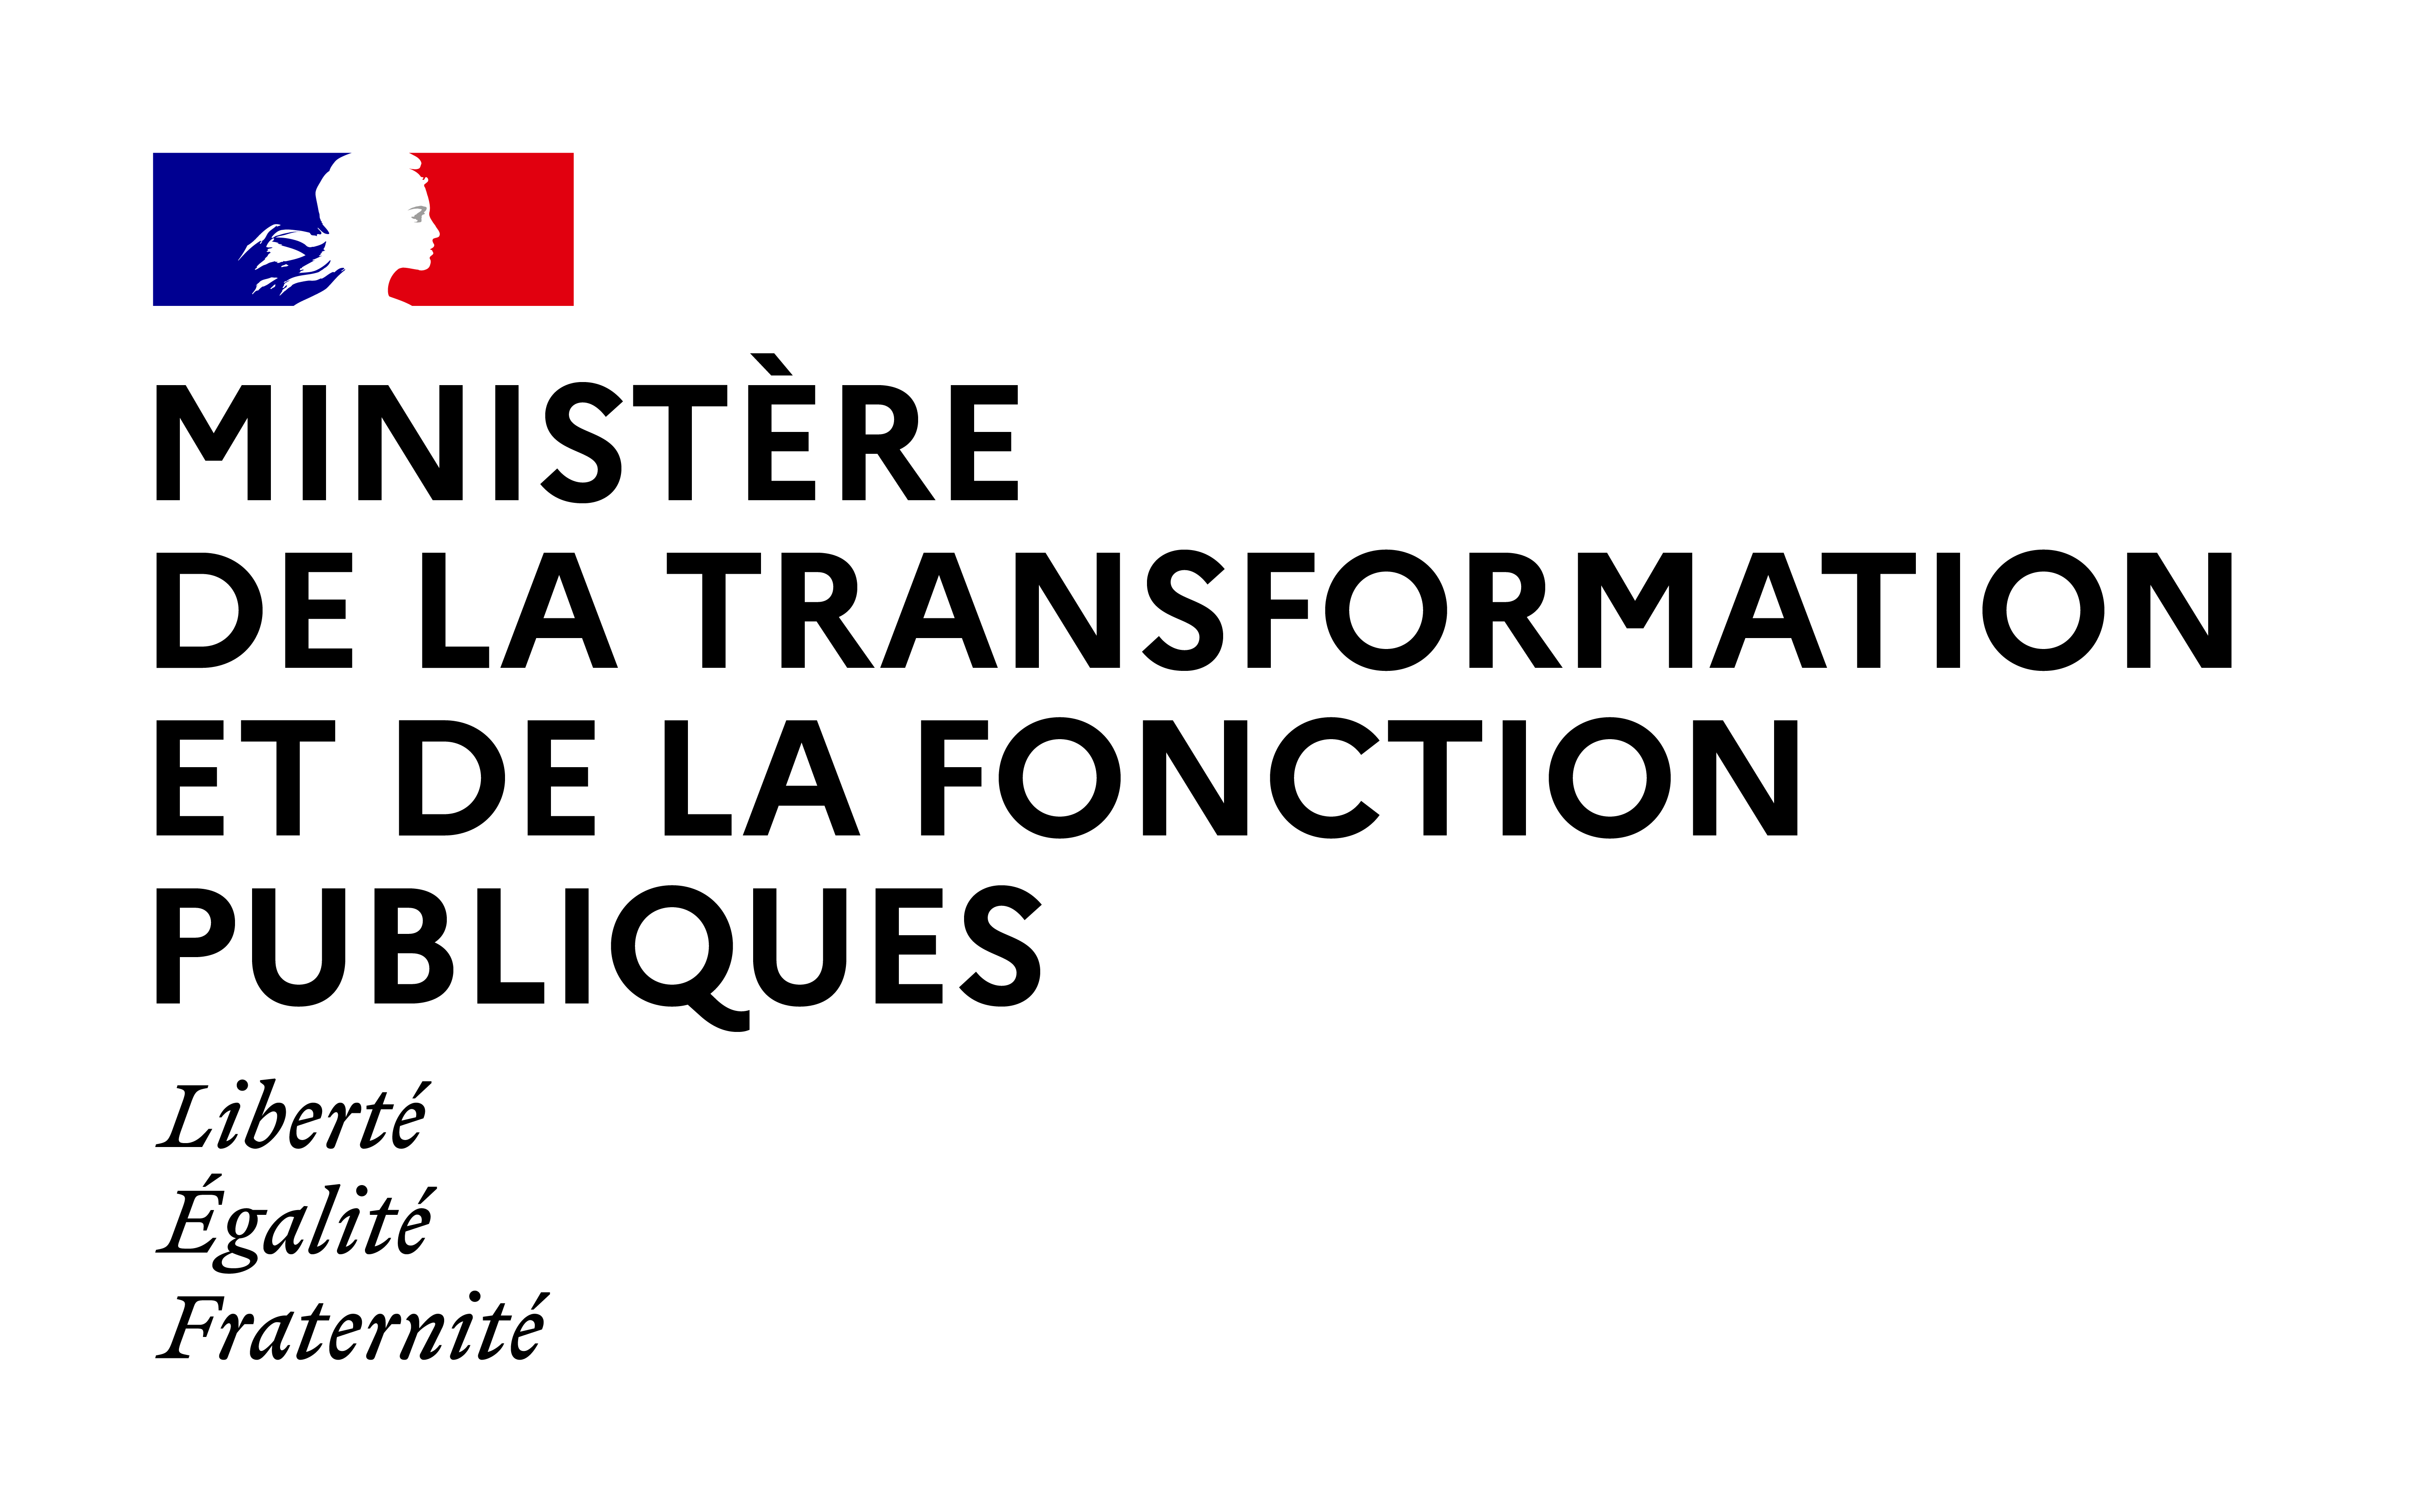 MINISTÈRE
DE LA TRANSFORMATION
ET DE LA FONCTION
PUBLIQUES
Liberté
Égalité
Fraternité